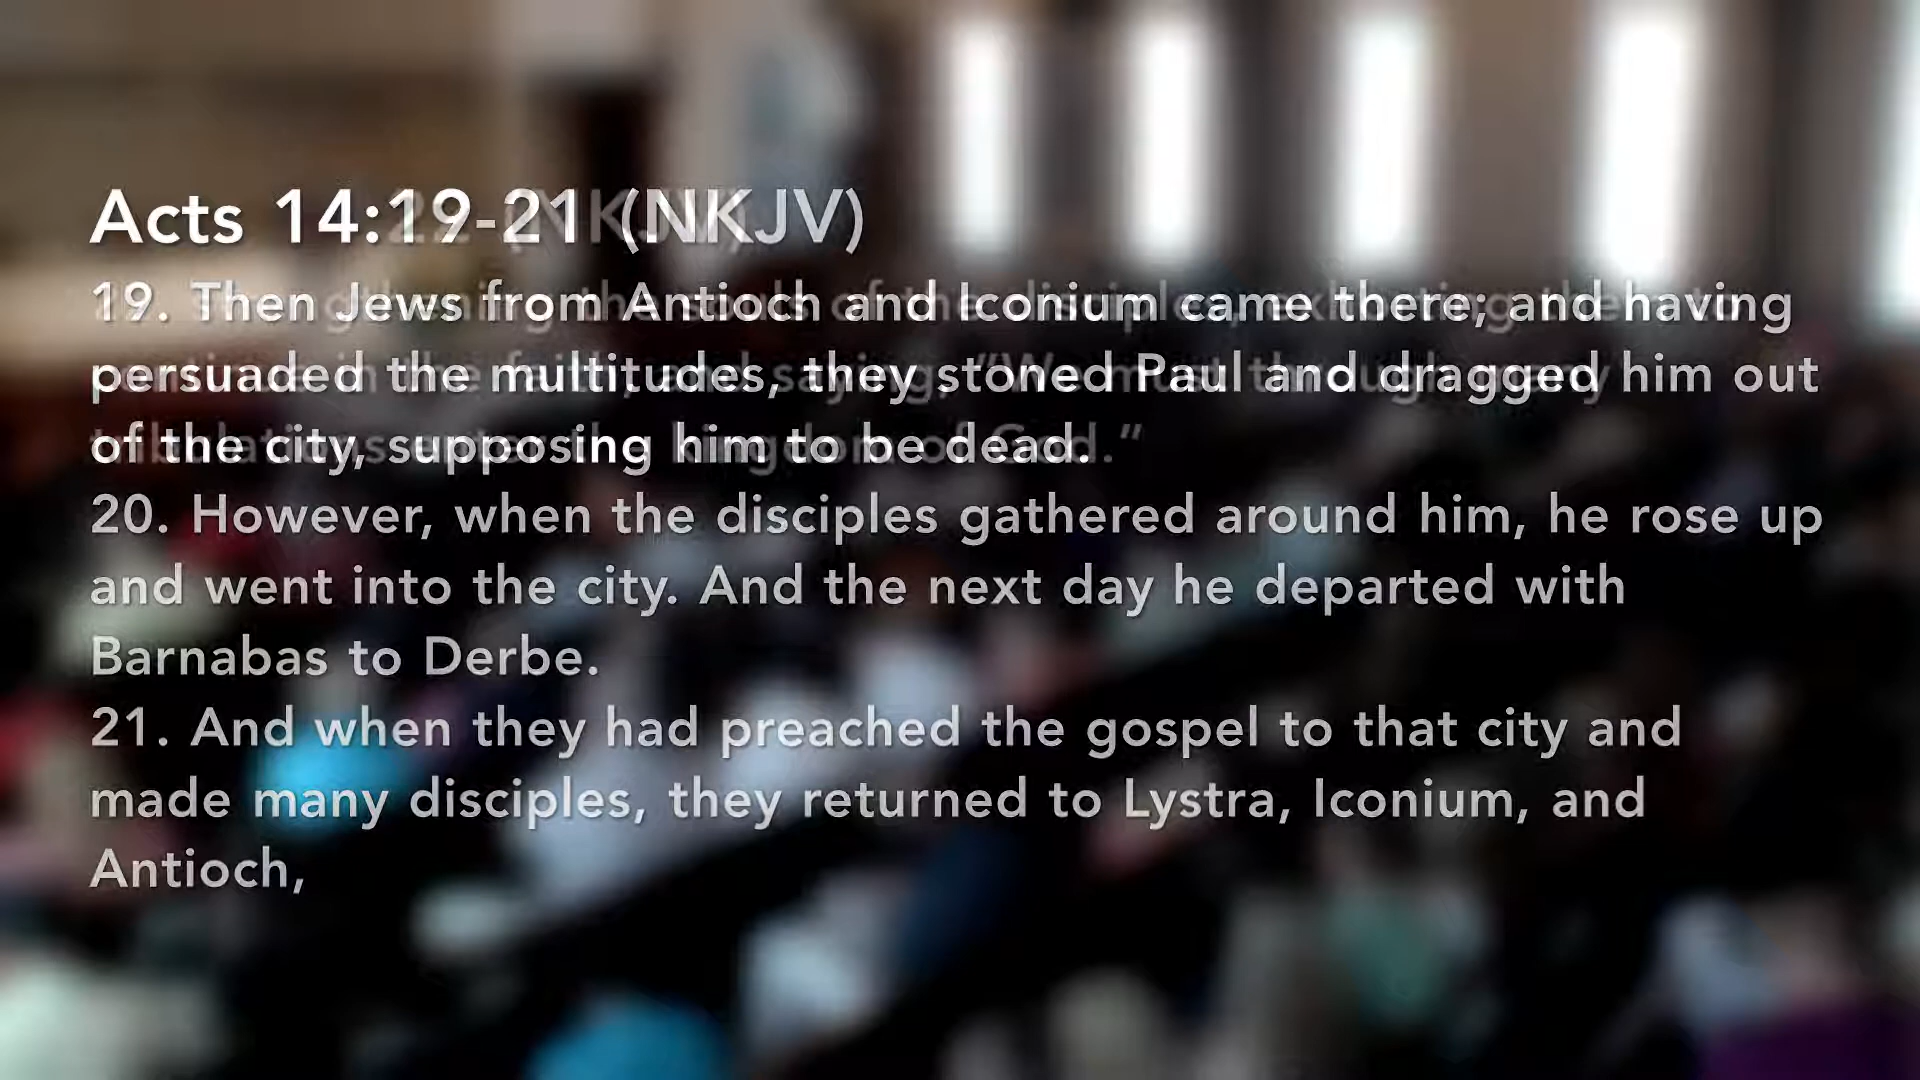 Acts 14:19-21 (NKJV)
19. Then Jews from Antioch and Iconium came there; and having
persuaded the multitudes, they stoned Paul and dragged him out
of the city, supposing him to be dead.
20. However, when the disciples gathered around him, he rose up
and went into the city. And the next day he departed with
Barnabas to Derbe.
21. And when they had preached the gospel to that city and
made many disciples, they returned to Lystra, Iconium, and
Antioch,